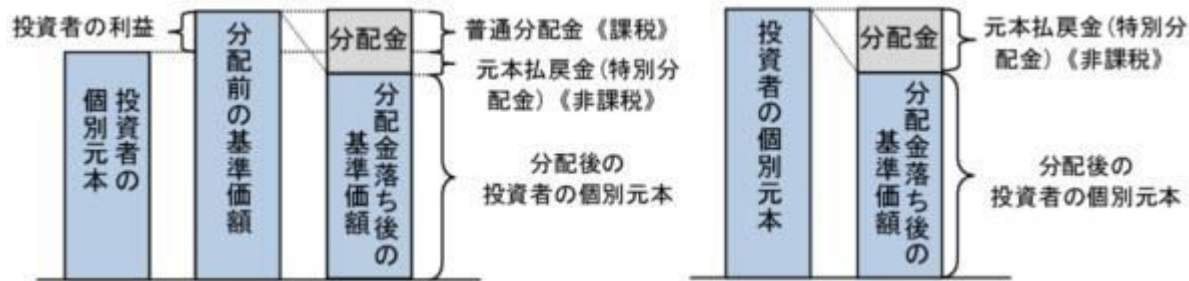 投資者の利益
投資者の
個別元本
分配前の基準価額
分配金
分配金落ち後の
基準価額
普通分配金《課税》
元本払戻金(特別分
配金)《非課税》
分配後の
投資者の個別元本
投資者の個別元本
分配金
分配金落ち後の
基準価額
元本払戻金(特別分
配金)《非課税》
分配後の
投資者の個別元本